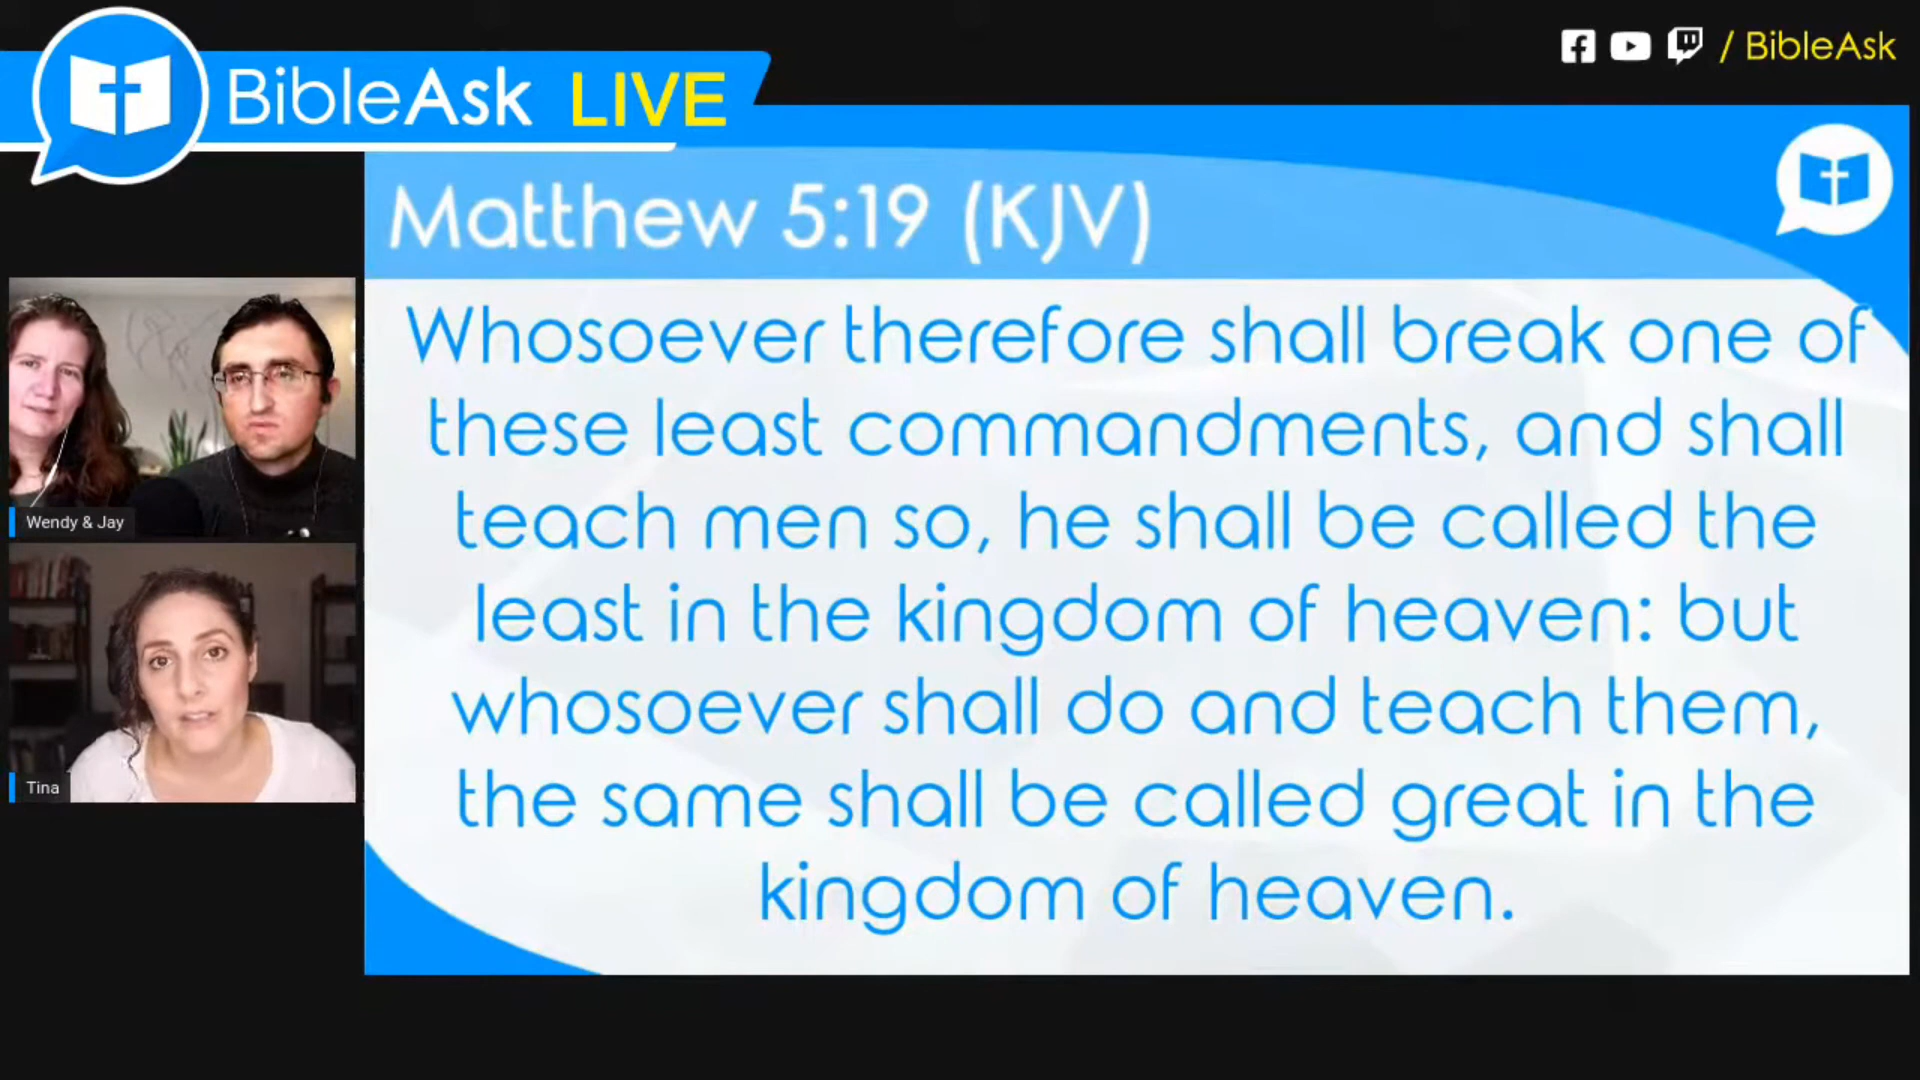 BibleAsk LIVE
/ BibleAsk
Matthew 5:19 (KJV)
Whosoever therefore shall break one of
these least commandments, and shall
teach men so, he shall be called the
least in the kingdom of heaven: but
whosoever shall do and teach them,
the same shall be called great in the
kingdom of heaven.
Wendy & Jay
Tina